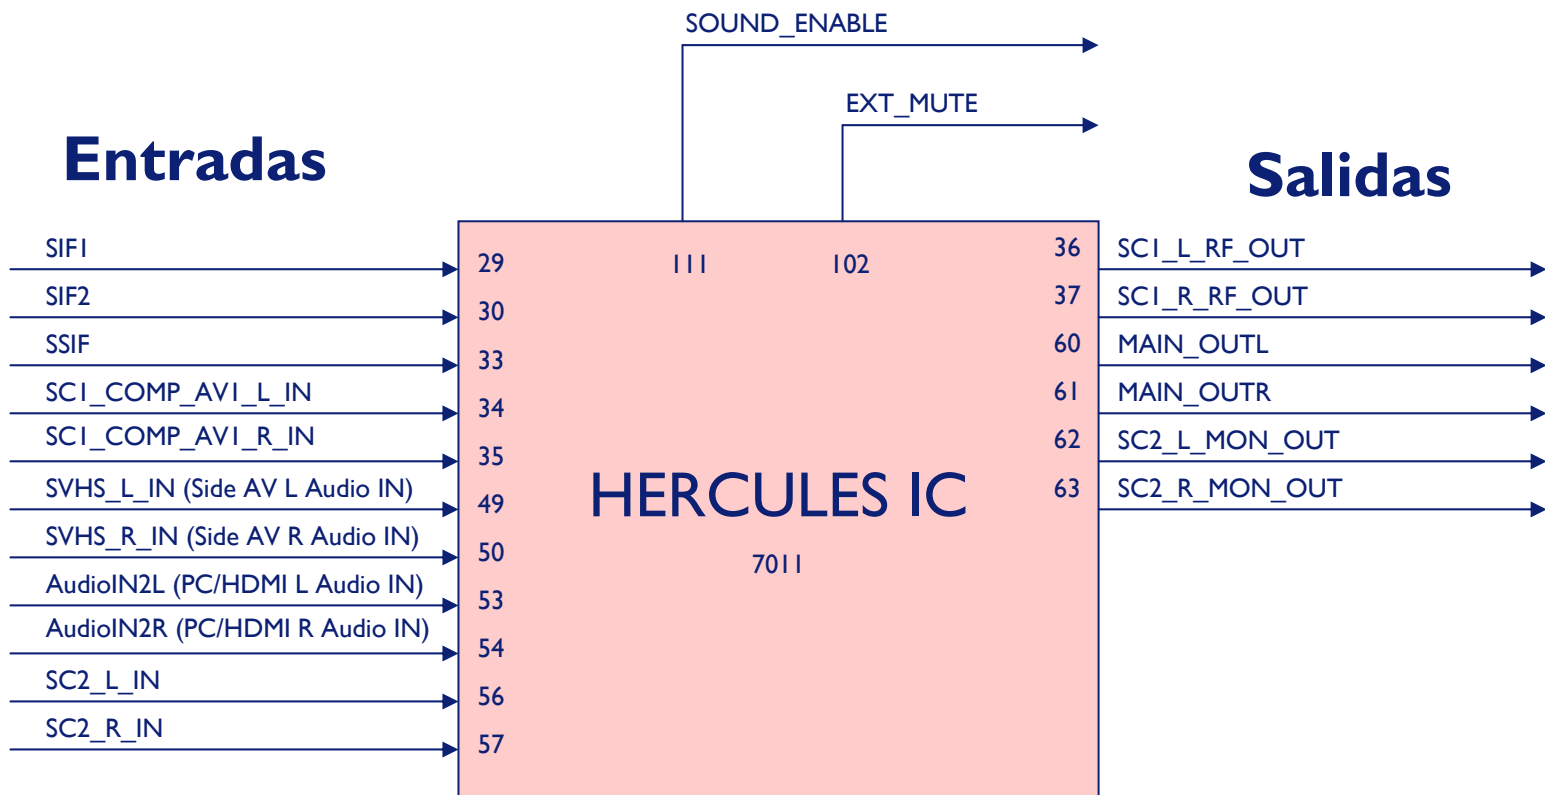 SOUND_ENABLE
EXT_MUTE
Entradas
Salidas
SIF1
29
SIF2
30
SSIF
33
SC1_COMP_AV1_L_IN
34
SC1_COMP_AV1_R_IN
35
SVHS_L_IN (Side AV L Audio IN)
49
SVHS_R_IN (Side AV R Audio IN)
50
AudioIN2L (PC/HDMI L Audio IN)
53
AudioIN2R (PC/HDMI R Audio IN)
54
SC2_L_IN
56
SC2_R_IN
57
111
102
HERCULES IC
7011
36 SC1_L_RF_OUT
37 SC1_R_RF_OUT
60 MAIN_OUTL
61 MAIN_OUTR
62 SC2_L_MON_OUT
63 SC2_R_MON_OUT